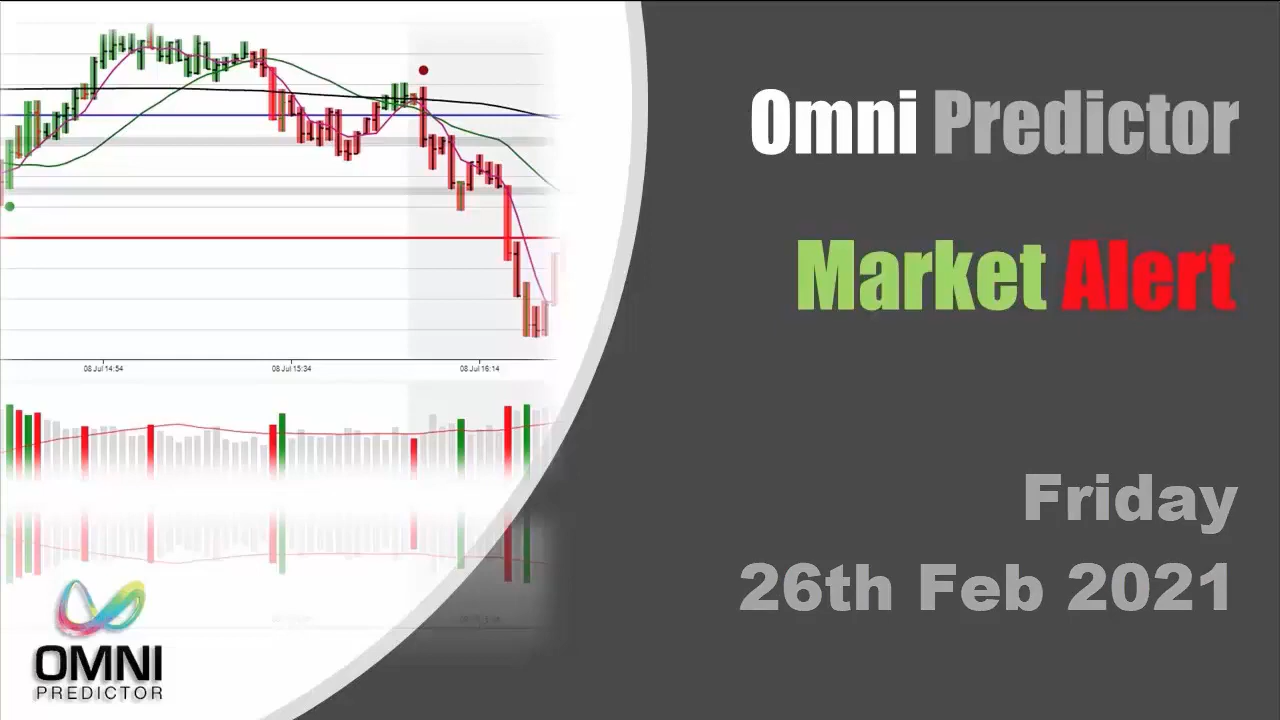 Omni Predictor
Market Alert
Friday
26th Feb 2021
08 Jul 14:54
08 Jul 15:34
08 Jul 16:14
OMNI
PREDICTOR